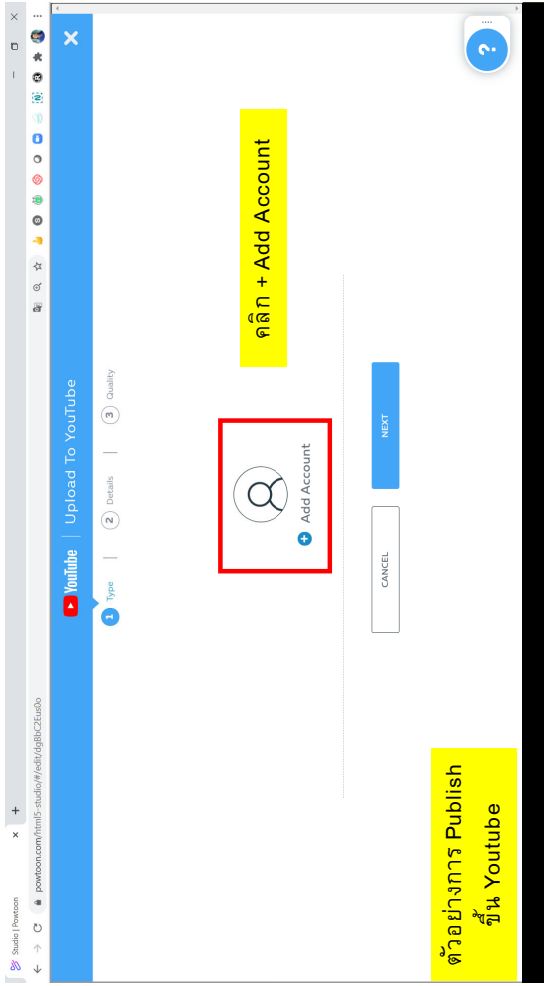 Studio | Powtoon
powtoon.com/html5-studio/#/edit/dgBbC2Eus0o
YouTube | Upload To YouTube
1 Type
2 Details
3 Quality
คลิก + Add Account
+ Add Account
CANCEL
NEXT
ตัวอย่างการ Publish
ขึ้น Youtube
?